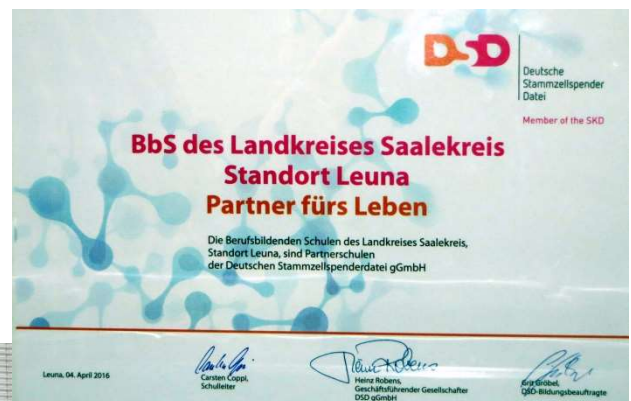 DSD
Deutsche
Stammzellspender
Datei
Member of the SKD
BbS des Landkreises Saalekreis
Standort Leuna
Partner fürs Leben
Die Berufsbildenden Schulen des Landkreises Saalekreis,
Standort Leuna, sind Partnerschulen
der Deutschen Stammzellspenderdatei gGmbH
Leuna, 04. April 2016
Carsten Coppi,
Schulleiter
Heinz Robens,
Geschäftsführender Gesellschafter
DSD gGmbH
Grit Gröbel,
DSD-Bildungsbeauftragte